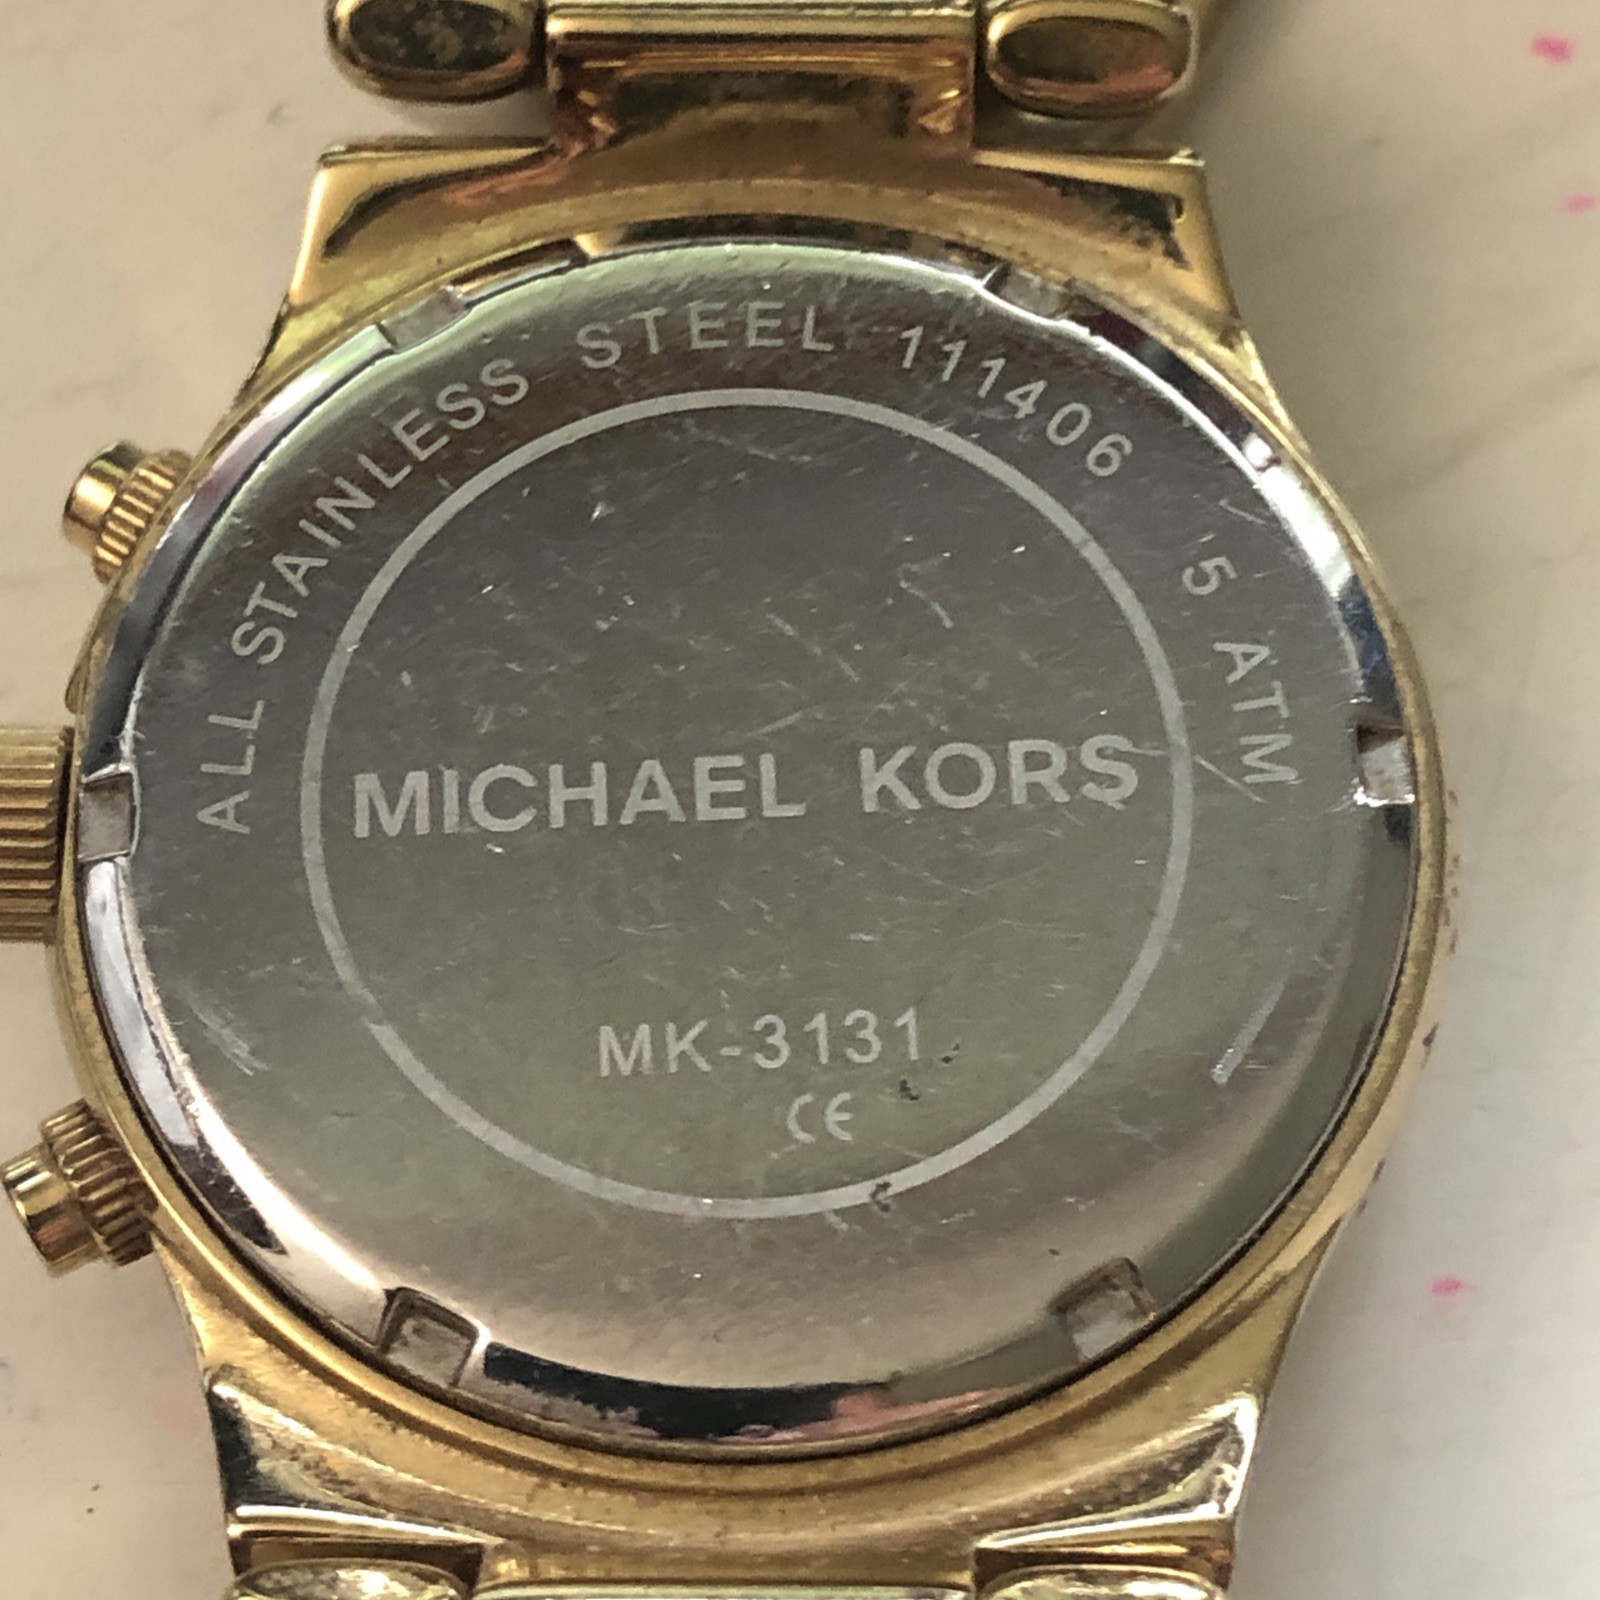 ALL STAINLESS STEEL 111406 5 ATM
MICHAEL KORS
MK-3131
CE